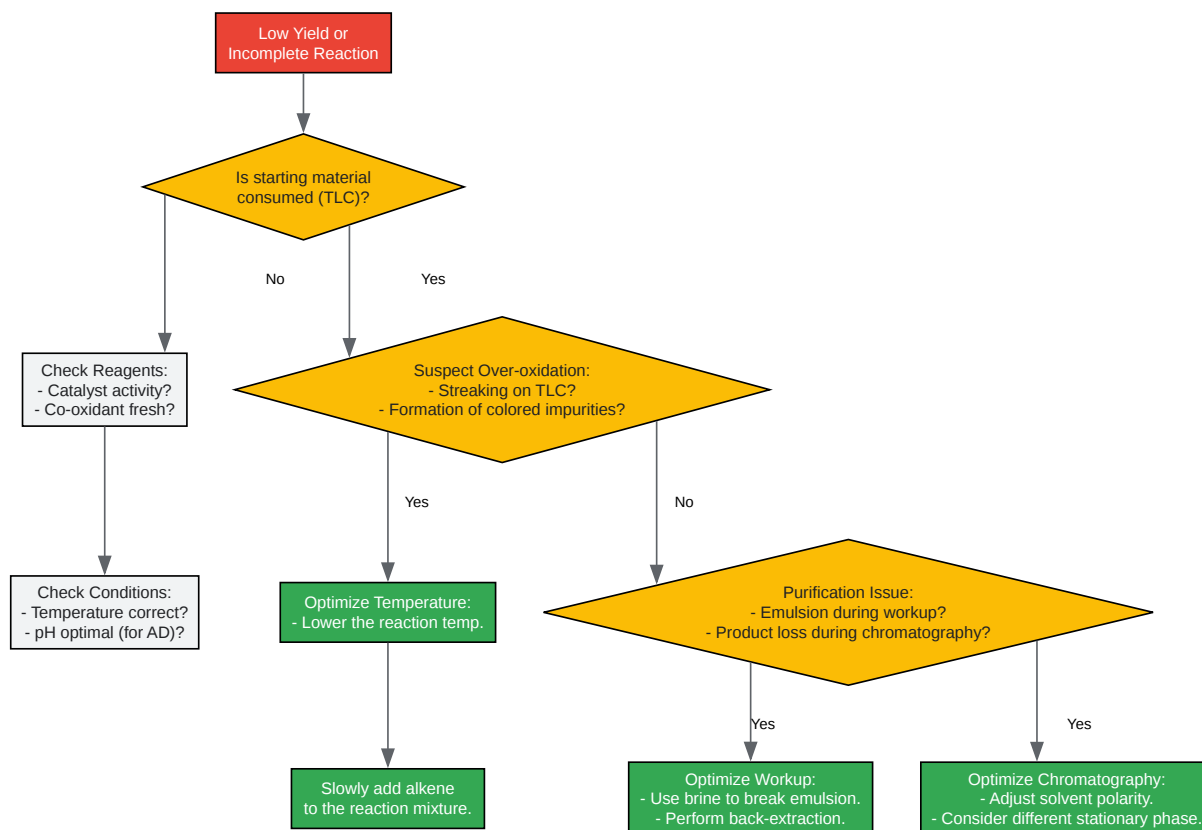 Low Yield or
Incomplete Reaction
Is starting material
consumed (TLC)?
No
Yes
Check Reagents:
- Catalyst activity?
- Co-oxidant fresh?
Suspect Over-oxidation:
- Streaking on TLC?
- Formation of colored impurities?
Yes
No
Check Conditions:
- Temperature correct?
- pH optimal (for AD)?
Optimize Temperature:
- Lower the reaction temp.
Purification Issue:
- Emulsion during workup?
- Product loss during chromatography?
Yes
Yes
Slowly add alkene
to the reaction mixture.
Optimize Workup:
- Use brine to break emulsion.
- Perform back-extraction.
Optimize Chromatography:
- Adjust solvent polarity.
- Consider different stationary phase.